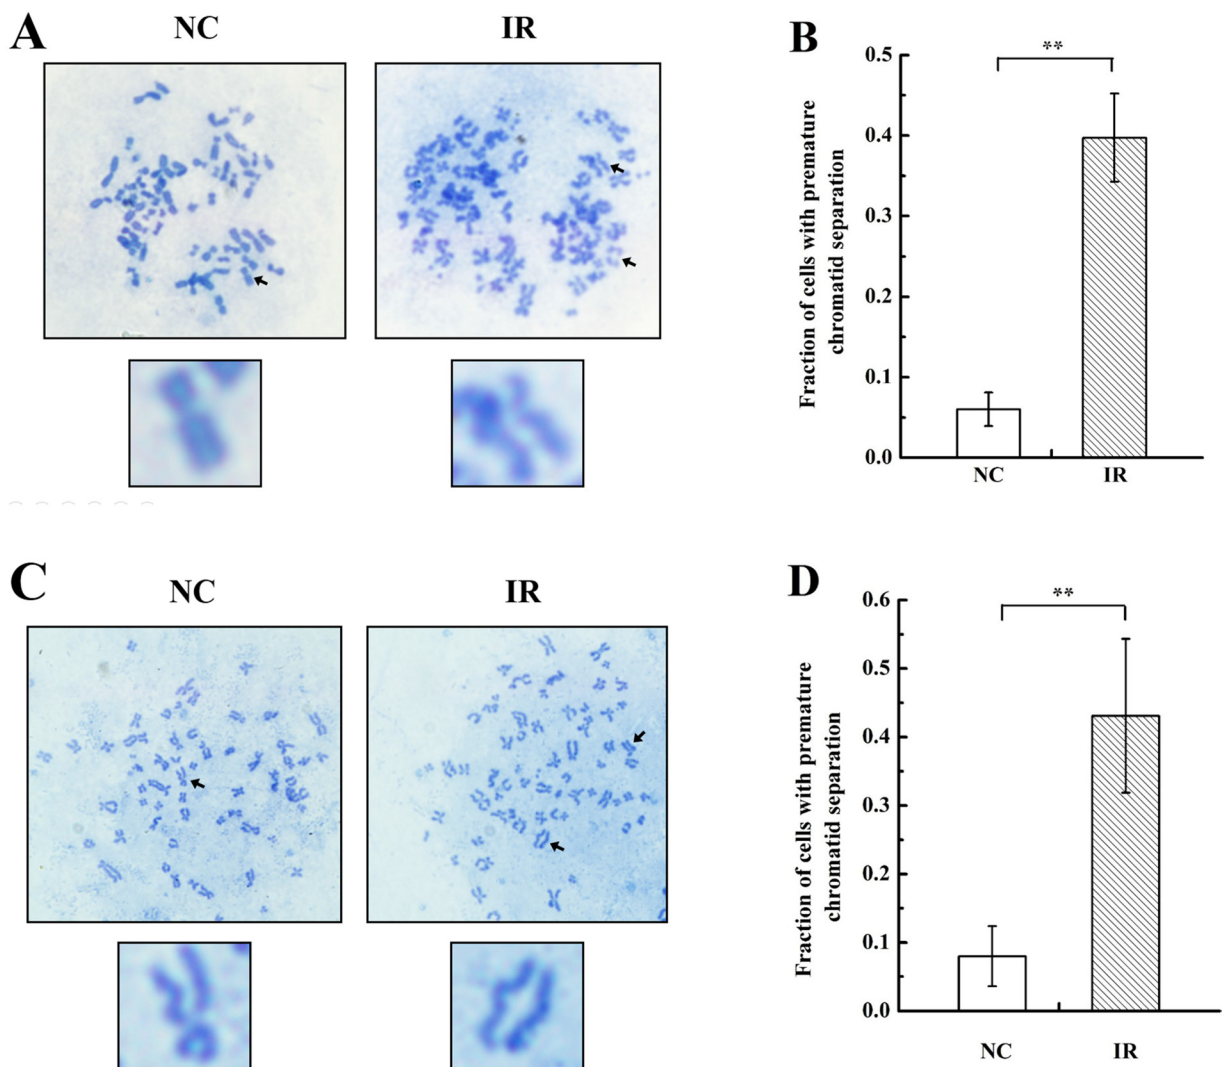 A
NC
IR
B
**
Fraction of cells with premature
chromatid separation
0.5
0.4
0.3
0.2
0.1
0.0
NC
IR
C
NC
IR
D
**
Fraction of cells with premature
chromatid separation
0.6
0.5
0.4
0.3
0.2
0.1
0.0
NC
IR